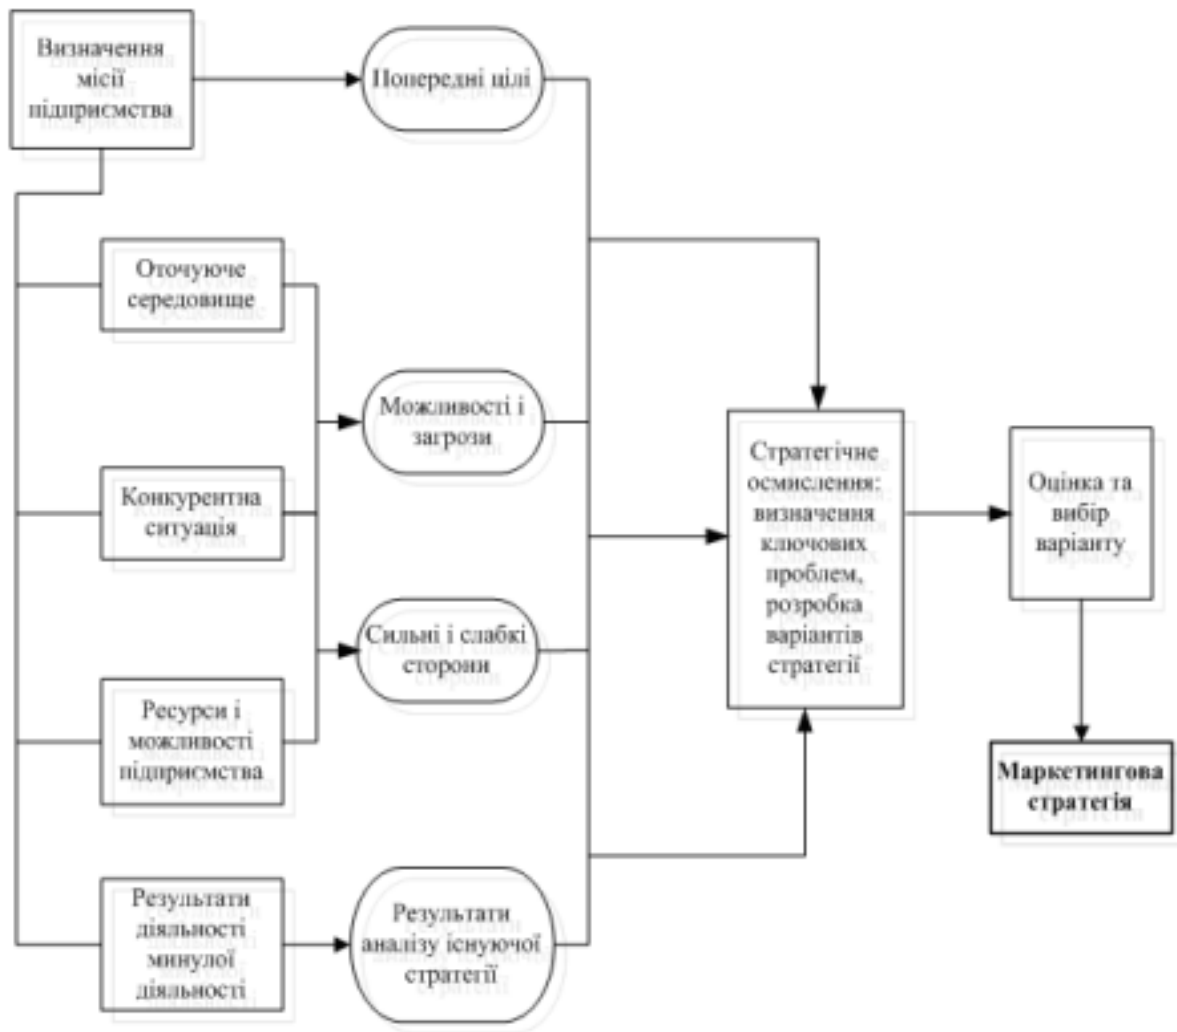 Визначення
місії
підприємства
Попередні цілі
Оточуюче
середовище
Можливості і
загрози
Конкурентна
ситуація
Сильні і слабкі
сторони
Ресурси і
можливості
підприємства
Результати
діяльності
минулої
діяльності
Результати
аналізу існуючої
стратегії
Стратегічне
осмислення:
визначення
ключових
проблем,
розробка
варіантів
стратегії
Оцінка та
вибір
варіанту
Маркетингова
стратегія